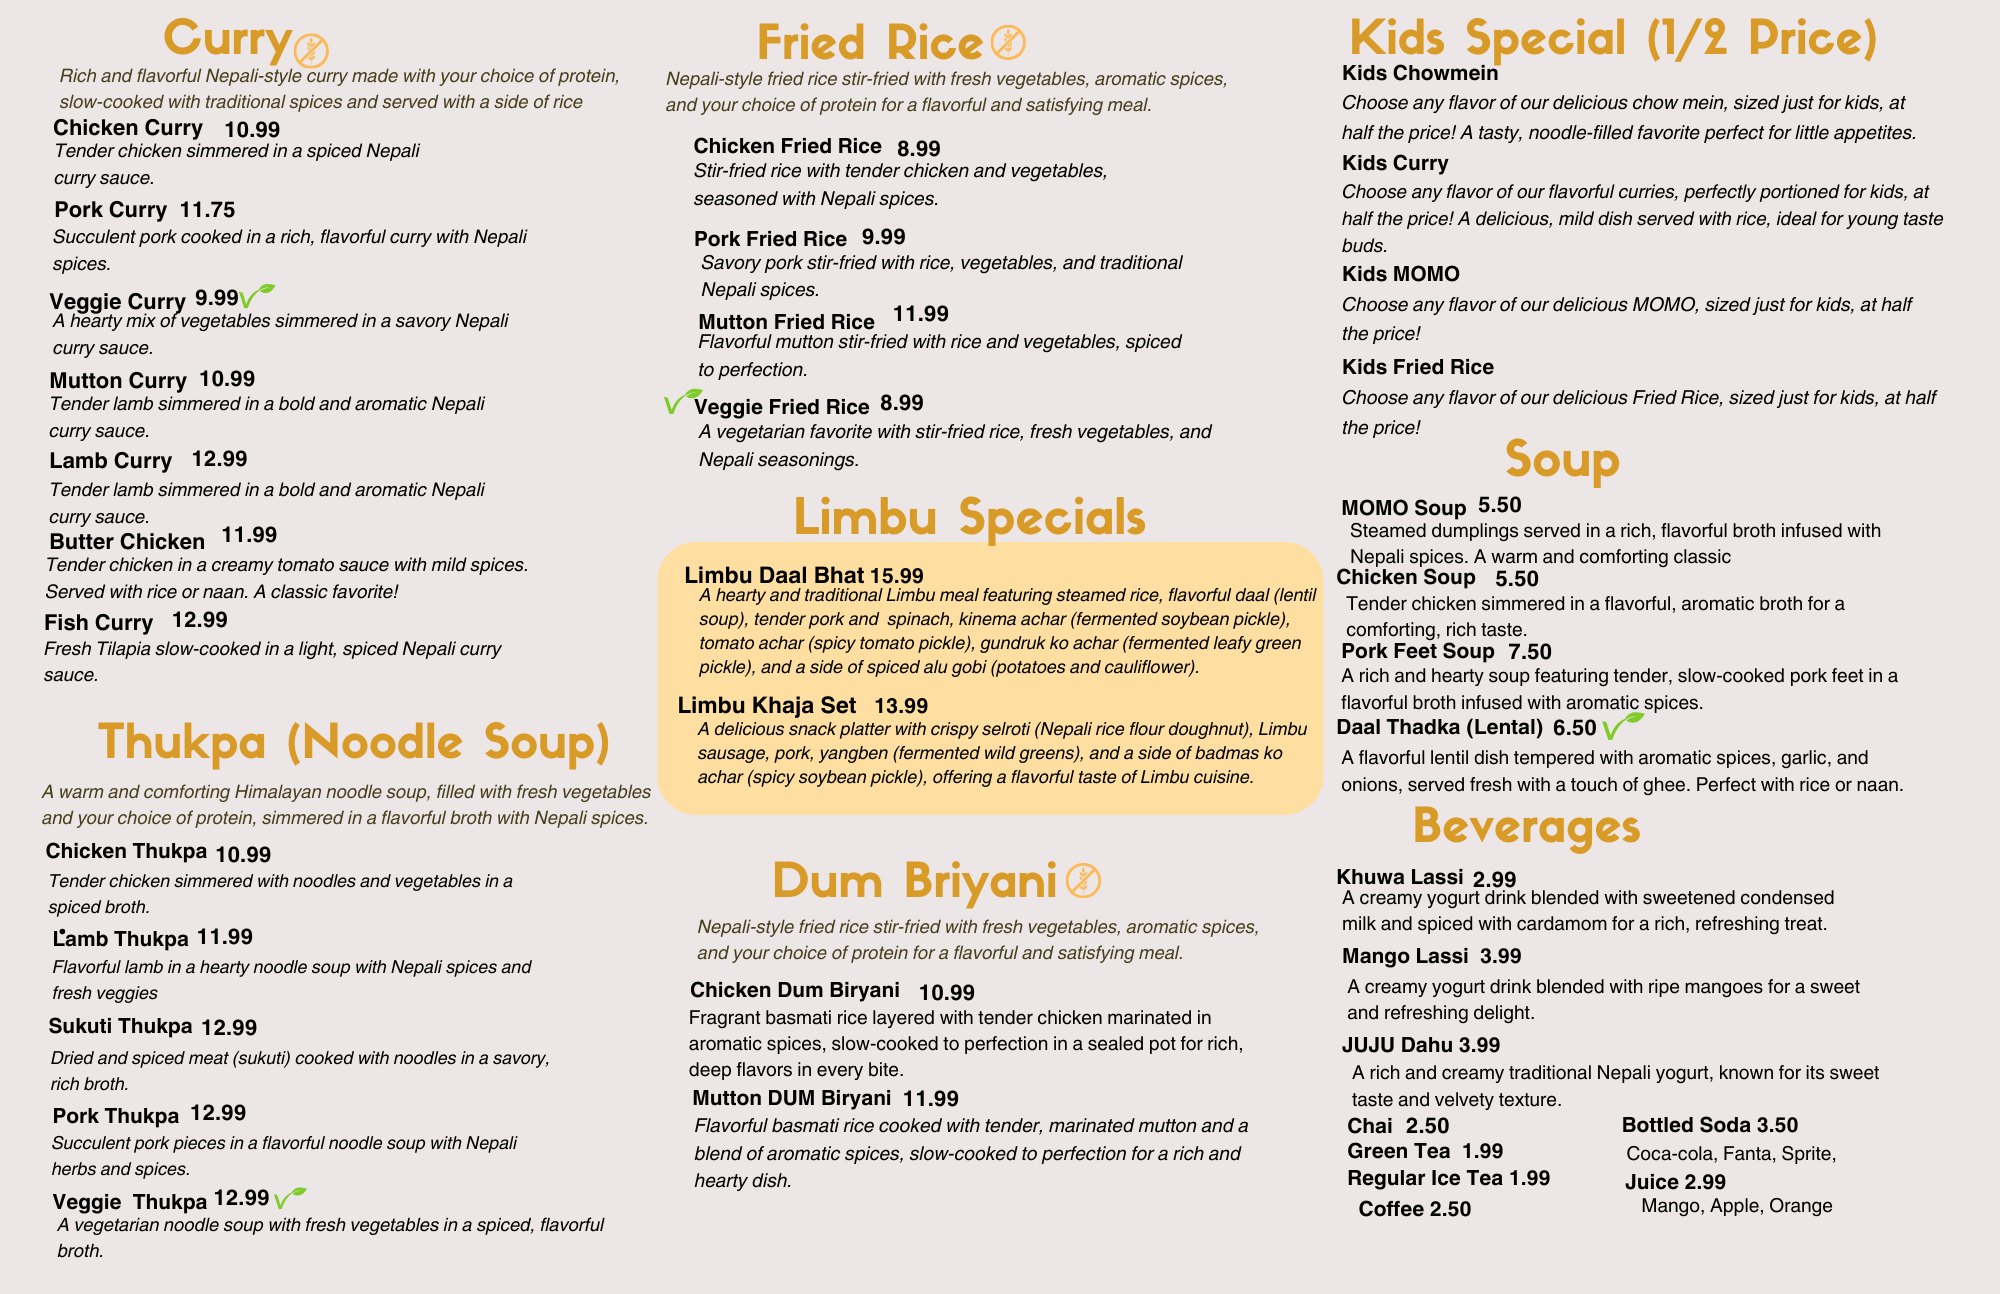 Curry
Rich and flavorful Nepali-style curry made with your choice of protein,
slow-cooked with traditional spices and served with a side of rice
Chicken Curry 10.99
Tender chicken simmered in a spiced Nepali
curry sauce.
Pork Curry 11.75
Succulent pork cooked in a rich, flavorful curry with Nepali
spices.
Veggie Curry 9.99
A hearty mix of vegetables simmered in a savory Nepali
curry sauce.
Mutton Curry 10.99
Tender lamb simmered in a bold and aromatic Nepali
curry sauce.
Lamb Curry 12.99
Tender lamb simmered in a bold and aromatic Nepali
curry sauce.
Butter Chicken 11.99
Tender chicken in a creamy tomato sauce with mild spices.
Served with rice or naan. A classic favorite!
Fish Curry 12.99
Fresh Tilapia slow-cooked in a light, spiced Nepali curry
sauce.
Thukpa (Noodle Soup)
A warm and comforting Himalayan noodle soup, filled with fresh vegetables
and your choice of protein, simmered in a flavorful broth with Nepali spices.
Chicken Thukpa 10.99
Tender chicken simmered with noodles and vegetables in a
spiced broth.
Lamb Thukpa 11.99
Flavorful lamb in a hearty noodle soup with Nepali spices and
fresh veggies
Sukuti Thukpa 12.99
Dried and spiced meat (sukuti) cooked with noodles in a savory,
rich broth.
Pork Thukpa 12.99
Succulent pork pieces in a flavorful noodle soup with Nepali
herbs and spices.
Veggie Thukpa 12.99
A vegetarian noodle soup with fresh vegetables in a spiced, flavorful
broth.
Fried Rice
Nepali-style fried rice stir-fried with fresh vegetables, aromatic spices,
and your choice of protein for a flavorful and satisfying meal.
Chicken Fried Rice 8.99
Stir-fried rice with tender chicken and vegetables,
seasoned with Nepali spices.
Pork Fried Rice 9.99
Savory pork stir-fried with rice, vegetables, and traditional
Nepali spices.
Mutton Fried Rice 11.99
Flavorful mutton stir-fried with rice and vegetables, spiced
to perfection.
Veggie Fried Rice 8.99
A vegetarian favorite with stir-fried rice, fresh vegetables, and
Nepali seasonings.
Limbu Specials
Limbu Daal Bhat 15.99
A hearty and traditional Limbu meal featuring steamed rice, flavorful daal (lentil
soup), tender pork and spinach, kinema achar (fermented soybean pickle),
tomato achar (spicy tomato pickle), gundruk ko achar (fermented leafy green
pickle), and a side of spiced alu gobi (potatoes and cauliflower).
Limbu Khaja Set 13.99
A delicious snack platter with crispy selroti (Nepali rice flour doughnut), Limbu
sausage, pork, yangben (fermented wild greens), and a side of badmas ko
achar (spicy soybean pickle), offering a flavorful taste of Limbu cuisine.
Dum Briyani
Nepali-style fried rice stir-fried with fresh vegetables, aromatic spices,
and your choice of protein for a flavorful and satisfying meal.
Chicken Dum Biryani 10.99
Fragrant basmati rice layered with tender chicken marinated in
aromatic spices, slow-cooked to perfection in a sealed pot for rich,
deep flavors in every bite.
Mutton DUM Biryani 11.99
Flavorful basmati rice cooked with tender, marinated mutton and a
blend of aromatic spices, slow-cooked to perfection for a rich and
hearty dish.
Kids Special (1/2 Price)
Kids Chowmein
Choose any flavor of our delicious chow mein, sized just for kids, at
half the price! A tasty, noodle-filled favorite perfect for little appetites.
Kids Curry
Choose any flavor of our flavorful curries, perfectly portioned for kids, at
half the price! A delicious, mild dish served with rice, ideal for young taste
buds.
Kids MOMO
Choose any flavor of our delicious MOMO, sized just for kids, at half
the price!
Kids Fried Rice
Choose any flavor of our delicious Fried Rice, sized just for kids, at half
the price!
Soup
MOMO Soup 5.50
Steamed dumplings served in a rich, flavorful broth infused with
Nepali spices. A warm and comforting classic
Chicken Soup 5.50
Tender chicken simmered in a flavorful, aromatic broth for a
comforting, rich taste.
Pork Feet Soup 7.50
A rich and hearty soup featuring tender, slow-cooked pork feet in a
flavorful broth infused with aromatic spices.
Daal Thadka (Lental) 6.50
A flavorful lentil dish tempered with aromatic spices, garlic, and
onions, served fresh with a touch of ghee. Perfect with rice or naan.
Beverages
Khuwa Lassi 2.99
A creamy yogurt drink blended with sweetened condensed
milk and spiced with cardamom for a rich, refreshing treat.
Mango Lassi 3.99
A creamy yogurt drink blended with ripe mangoes for a sweet
and refreshing delight.
JUJU Dahu 3.99
A rich and creamy traditional Nepali yogurt, known for its sweet
taste and velvety texture.
Chai 2.50
Green Tea 1.99
Regular Ice Tea 1.99
Coffee 2.50
Bottled Soda 3.50
Coca-cola, Fanta, Sprite,
Juice 2.99
Mango, Apple, Orange